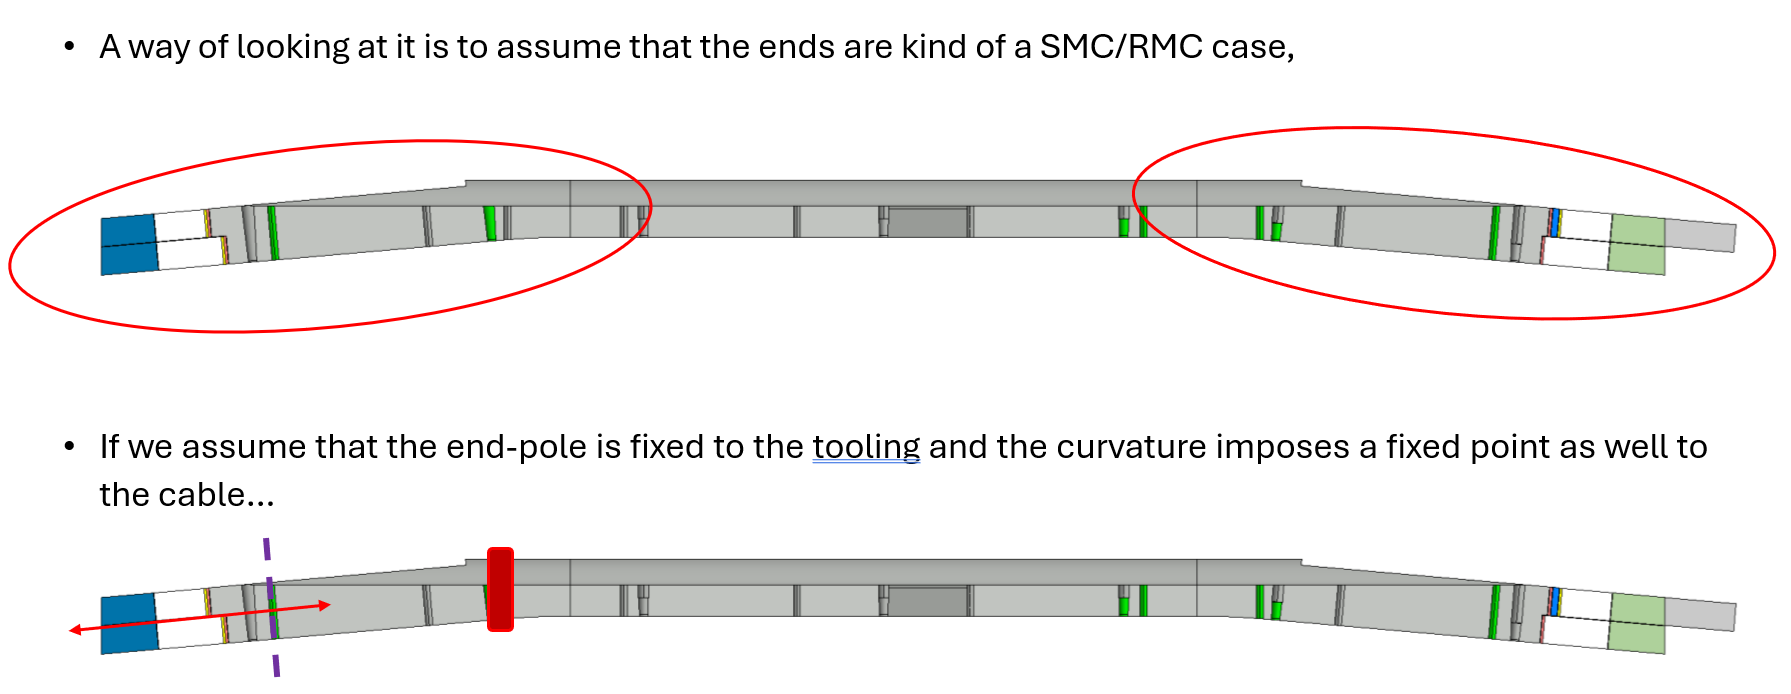 • A way of looking at it is to assume that the ends are kind of a SMC/RMC case,
• If we assume that the end-pole is fixed to the tooling and the curvature imposes a fixed point as well to
the cable...